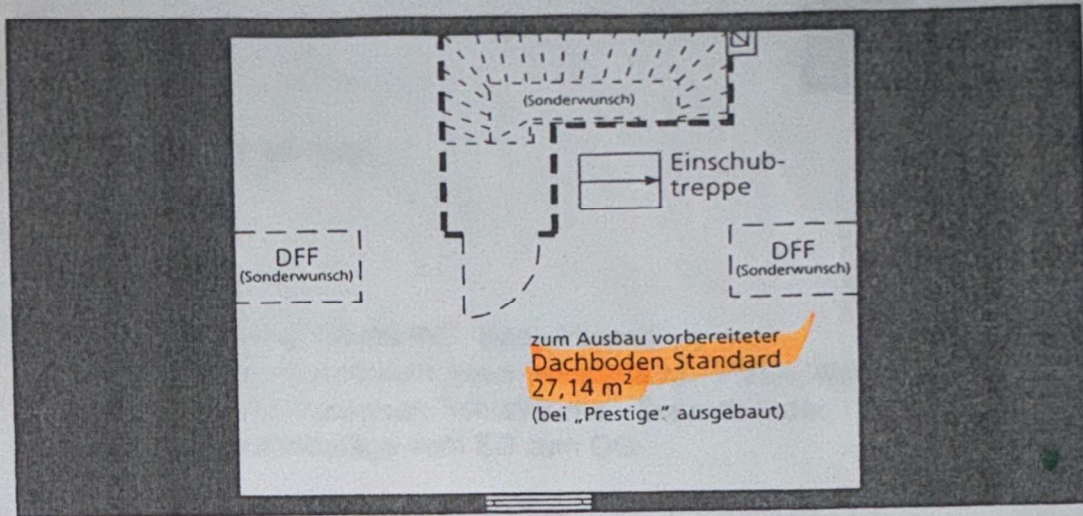 (Sonderwunsch)
Einschub-
treppe
DFF
(Sonderwunsch)
DFF
(Sonderwunsch)
zum Ausbau vorbereiteter
Dachboden Standard
27,14 m²
(bei „Prestige“ ausgebaut)